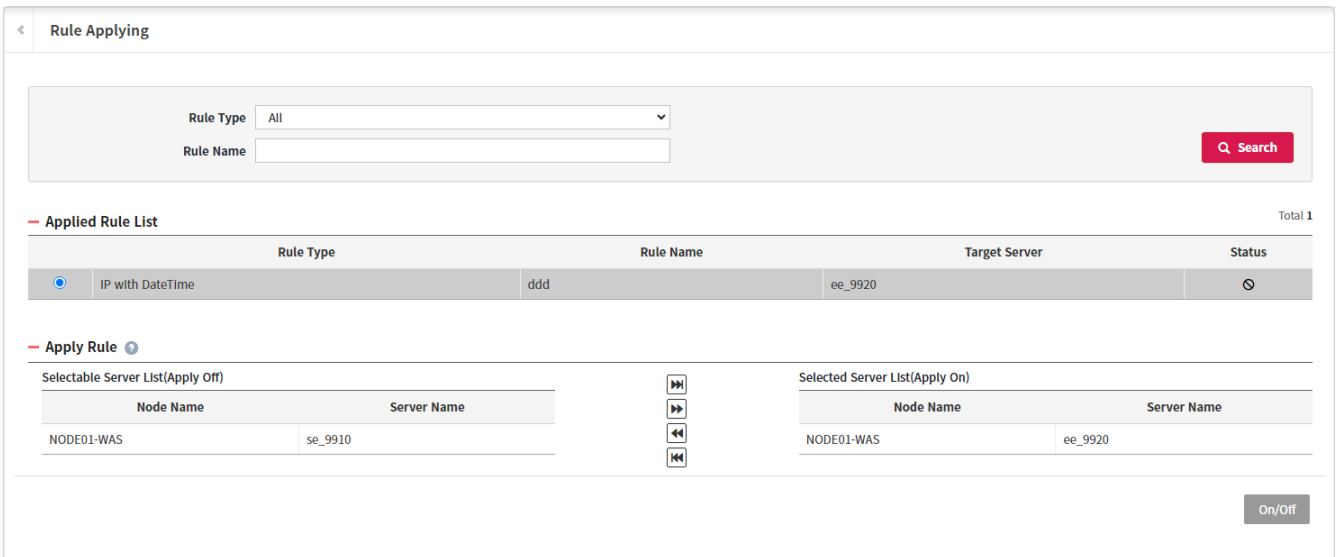 Rule Applying
Rule Type All
Rule Name
Search
Applied Rule List Total 1
Rule Type Rule Name Target Server Status
IP with DateTime ddd ee_9920
Apply Rule ?
Selectable Server List(Apply Off) Selected Server List(Apply On)
Node Name Server Name Node Name Server Name
NODE01-WAS se_9910 NODE01-WAS ee_9920
On/Off